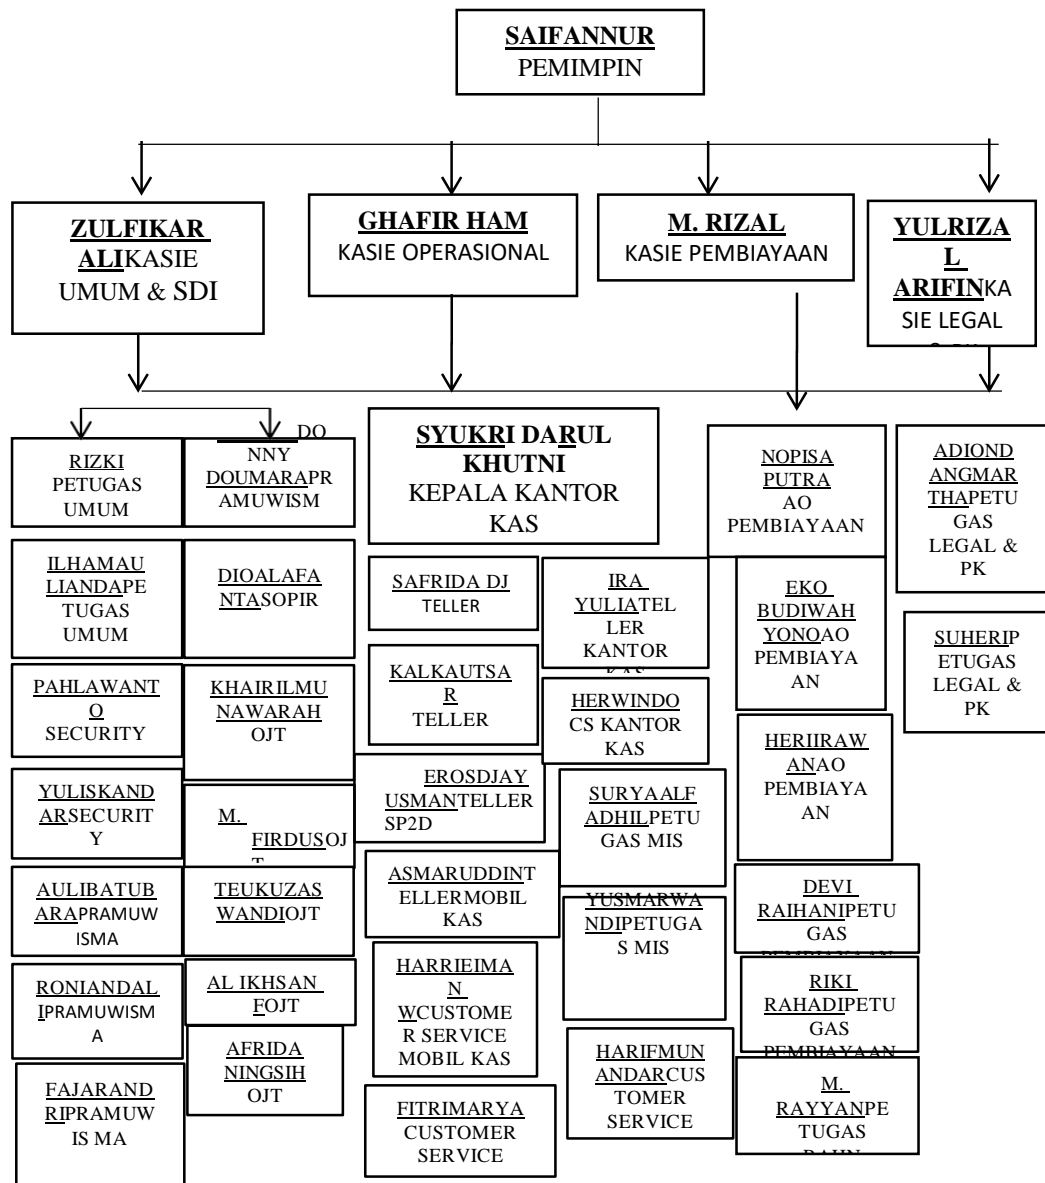 SAIFANNUR
PEMIMPIN
ZULFIKAR
ALIKASIE
UMUM & SDI
GHAFIR HAM
KASIE OPERASIONAL
M. RIZAL
KASIE PEMBIAYAAN
YULRIZA
L
ARIFINKA
SIE LEGAL
RIZKI
PETUGAS
UMUM
DO
NNY
DOUMARAPR
AMUWISM
SYUKRI DARUL
KHUTNI
KEPALA KANTOR
KAS
NOPISA
PUTRA
AO
PEMBIAYAAN
ADIOND
ANGMAR
THAPETU
GAS
LEGAL &
PK
ILHAMAU
LIANDAPE
TUGAS
UMUM
DIOALAFA
NTASOPIR
SAFRIDA DJ
TELLER
IRA
YULIATEL
LER
KANTOR
KAS
EKO
BUDIWAH
YONOAO
PEMBIAYA
AN
SUHERIP
ETUGAS
LEGAL &
PK
PAHLAWANT
O
SECURITY
KHAIRILMU
NAWARAH
OJT
KALKAUTSA
R
TELLER
HERWINDO
CS KANTOR
KAS
HERIIRAW
ANAO
PEMBIAYA
AN
YULISKAND
ARSECURIT
Y
M.
FIRDUSOJ
T
EROSDJAY
USMANTELLER
SP2D
SURYAALF
ADHILPETU
GAS MIS
AULIBATUB
ARAPRAMUW
ISMA
TEUKUZAS
WANDIOJT
ASMARUDDINT
ELLERMOBIL
KAS
YUSMARWA
NDIPETUGA
S MIS
DEVI
RAIHANIPETU
GAS
PEMBIAYAAN
RONIANDAL
IPRAMUWISM
A
AL IKHSAN
FOJT
HARRIEIMA
N
WCUSTOME
R SERVICE
MOBIL KAS
RIKI
RAHADIPETU
GAS
PEMBIAYAAN
FAJARAND
RIPRAMUW
IS MA
AFRIDA
NINGSIH
OJT
FITRIMARYA
CUSTOMER
SERVICE
HARIFMUN
ANDARCUS
TOMER
SERVICE
M.
RAYYANPE
TUGAS